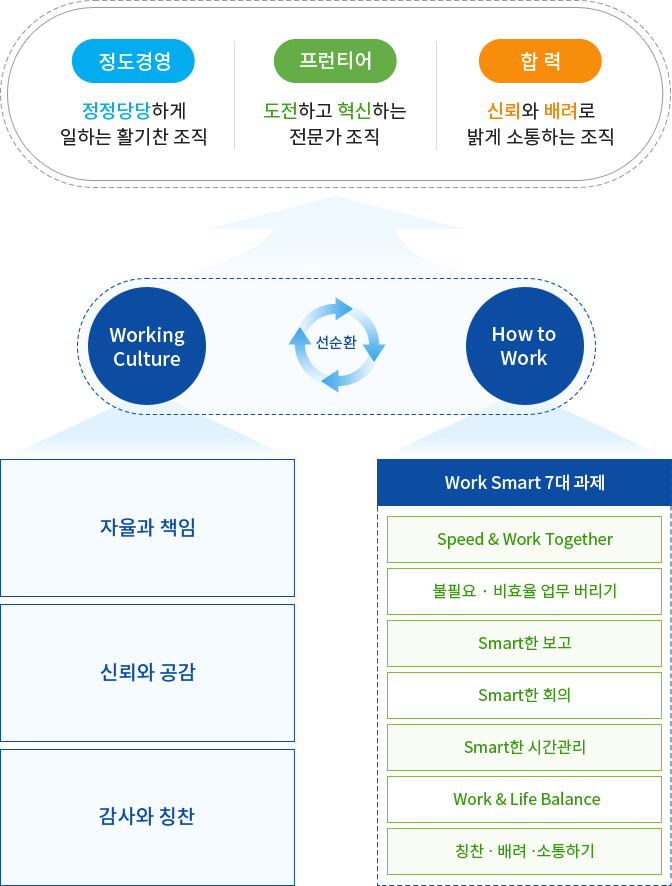 정도경영
정정당당하게
일하는 활기찬 조직
프런티어
도전하고 혁신하는
전문가 조직
합 력
신뢰와 배려로
밝게 소통하는 조직
Working
Culture
선순환
How to
Work
자율과 책임
신뢰와 공감
감사와 칭찬
Work Smart 7대 과제
Speed & Work Together
불필요 · 비효율 업무 버리기
Smart한 보고
Smart한 회의
Smart한 시간관리
Work & Life Balance
칭찬 · 배려 ·소통하기